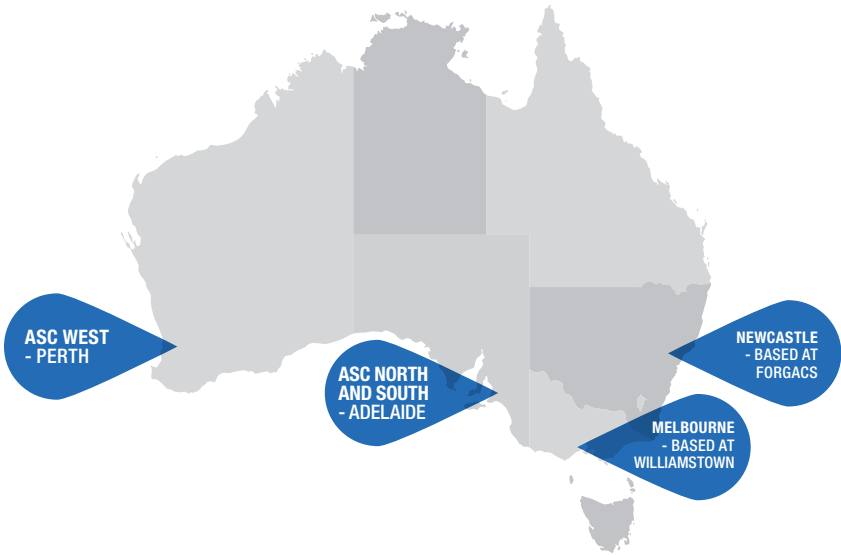 ASC WEST
- PERTH
ASC NORTH
AND SOUTH
- ADELAIDE
NEWCASTLE
- BASED AT
FORGACS
MELBOURNE
- BASED AT
WILLIAMSTOWN